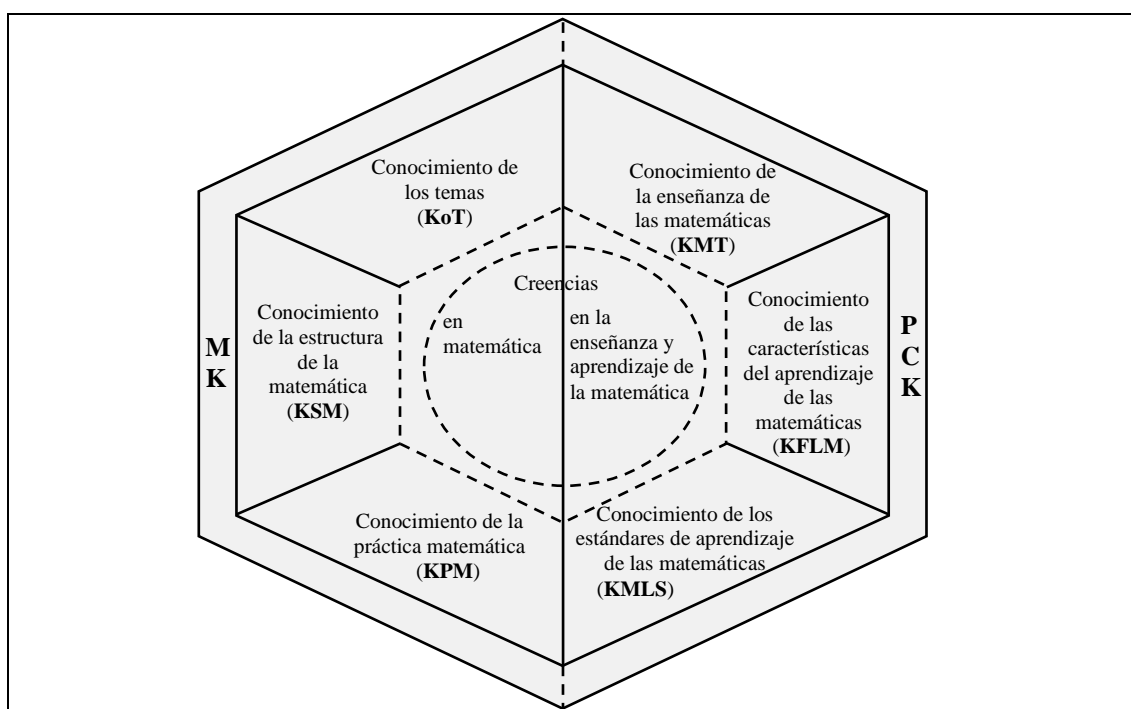 Conocimiento de
los temas
(KoT)
Conocimiento de
la enseñanza de
las matemáticas
(KMT)
M
K
Conocimiento
de la estructura
de la
matemática
(KSM)
Creencias
en
matemática
en la
enseñanza y
aprendizaje de
la matemática
Conocimiento
de las
características
del aprendizaje
de las
matemáticas
(KFLM)
P
C
K
Conocimiento de la
práctica matemática
(KPM)
Conocimiento de los
estándares de aprendizaje
de las matemáticas
(KMLS)